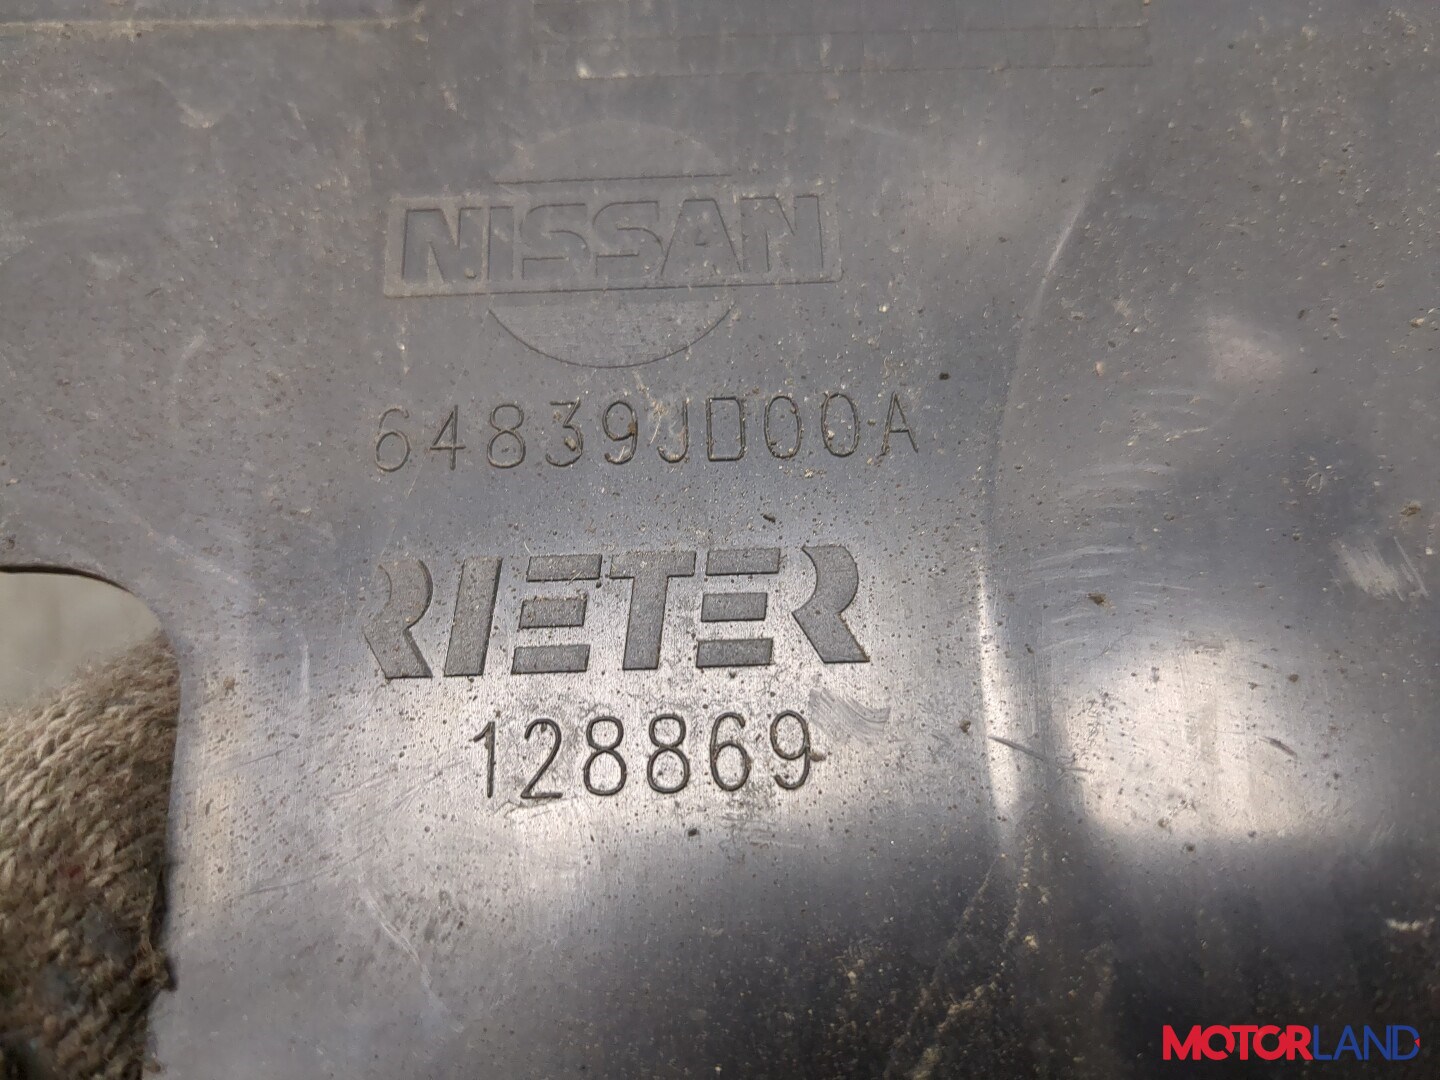 NISSAN
64839JD00A
RIETER
128869
MOTORLAND